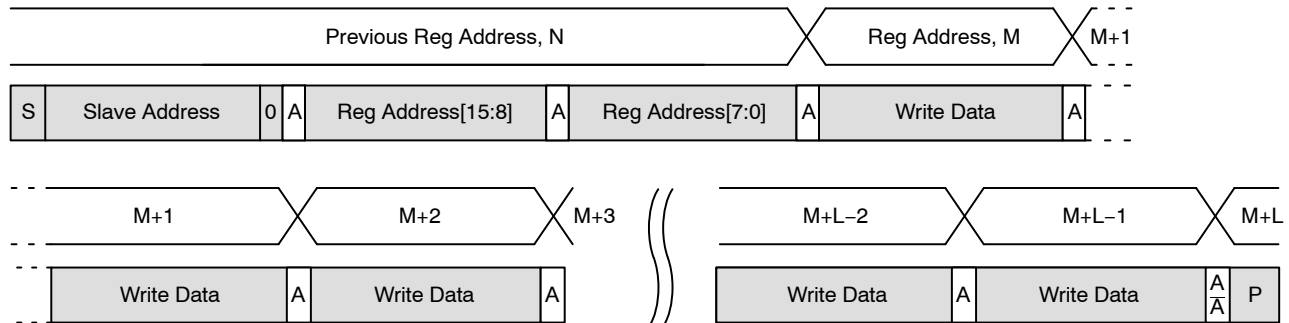 Previous Reg Address, N Reg Address, M M+1
S Slave Address 0 A Reg Address[15:8] A Reg Address[7:0] A Write Data A
M+1 M+2 M+3 M+L−2 M+L−1 M+L
Write Data A Write Data A Write Data A Write Data A/A̅ P